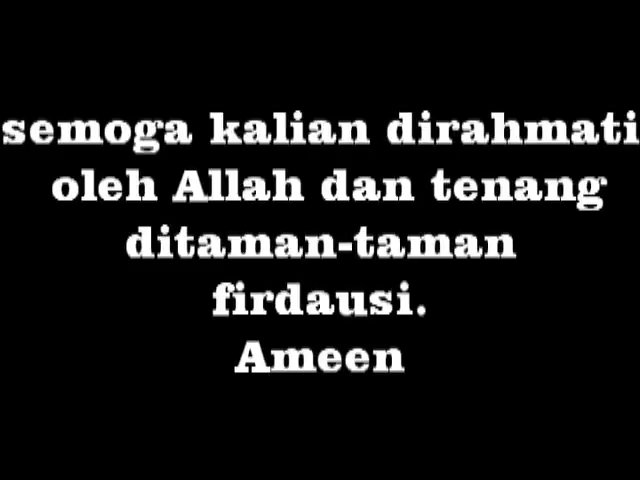 semoga kalian dirahmati
oleh Allah dan tenang
ditaman-taman
firdausi.
Ameen